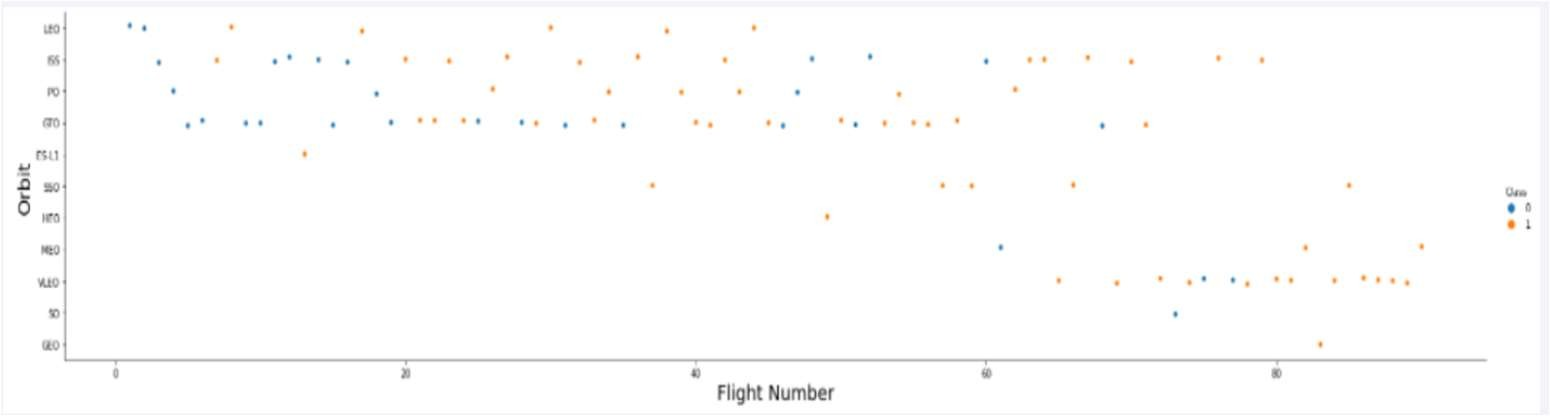 LEO
ISS
PO
GTO
ES-L1
SSO
HEO
MEO
VLEO
SO
GEO
Orbit
0 20 40 60 80
Flight Number
Class
0
1